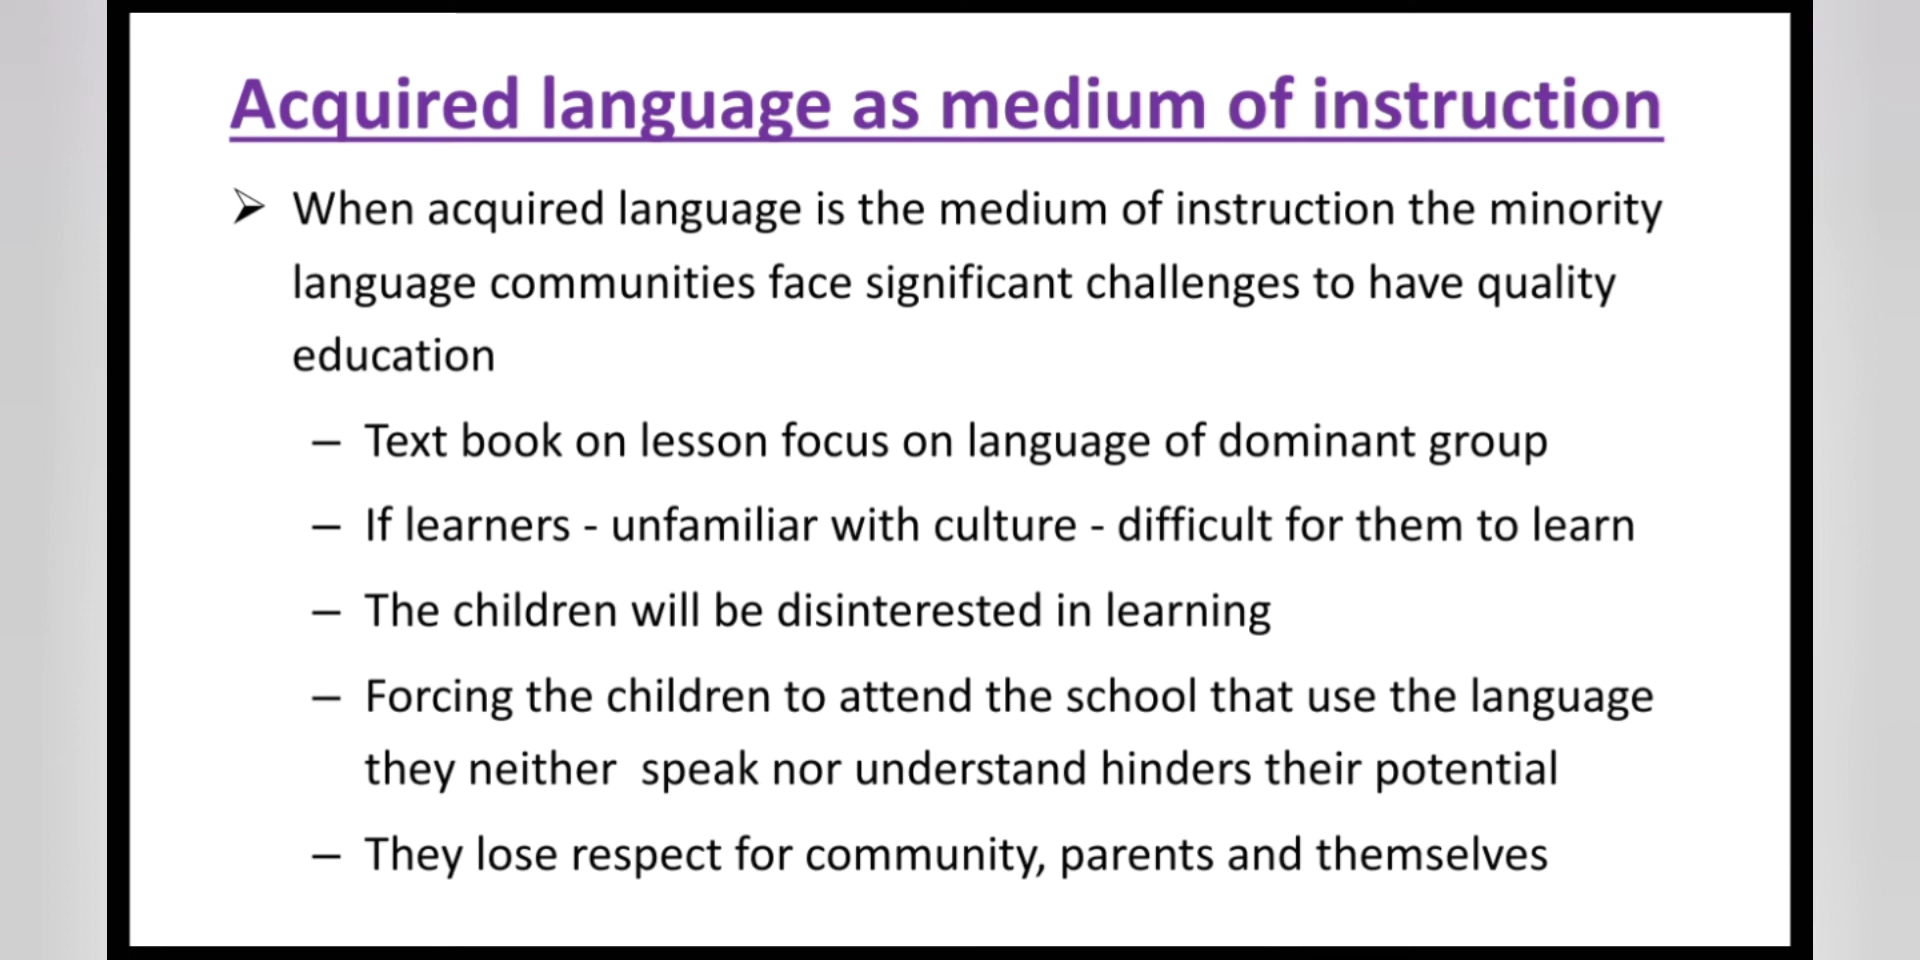 Acquired language as medium of instruction
➢ When acquired language is the medium of instruction the minority
language communities face significant challenges to have quality
education
– Text book on lesson focus on language of dominant group
– If learners - unfamiliar with culture - difficult for them to learn
– The children will be disinterested in learning
– Forcing the children to attend the school that use the language
they neither  speak nor understand hinders their potential
– They lose respect for community, parents and themselves